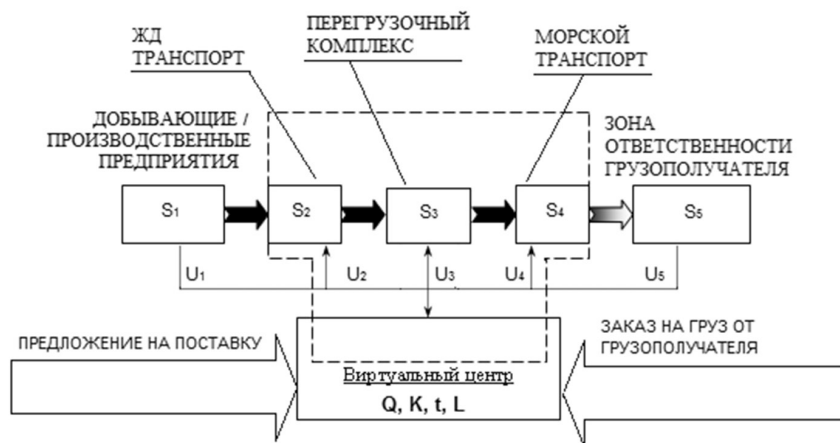 ЖД
ТРАНСПОРТ
ПЕРЕГРУЗОЧНЫЙ
КОМПЛЕКС
МОРСКОЙ
ТРАНСПОРТ
ДОБЫВАЮЩИЕ /
ПРОИЗВОДСТВЕННЫЕ
ПРЕДПРИЯТИЯ
ЗОНА
ОТВЕТСТВЕННОСТИ
ГРУЗОПОЛУЧАТЕЛЯ
S1 S2 S3 S4 S5
U1 U2 U3 U4 U5
ПРЕДЛОЖЕНИЕ НА ПОСТАВКУ
ЗАКАЗ НА ГРУЗ ОТ
ГРУЗОПОЛУЧАТЕЛЯ
Виртуальный центр
Q, K, t, L